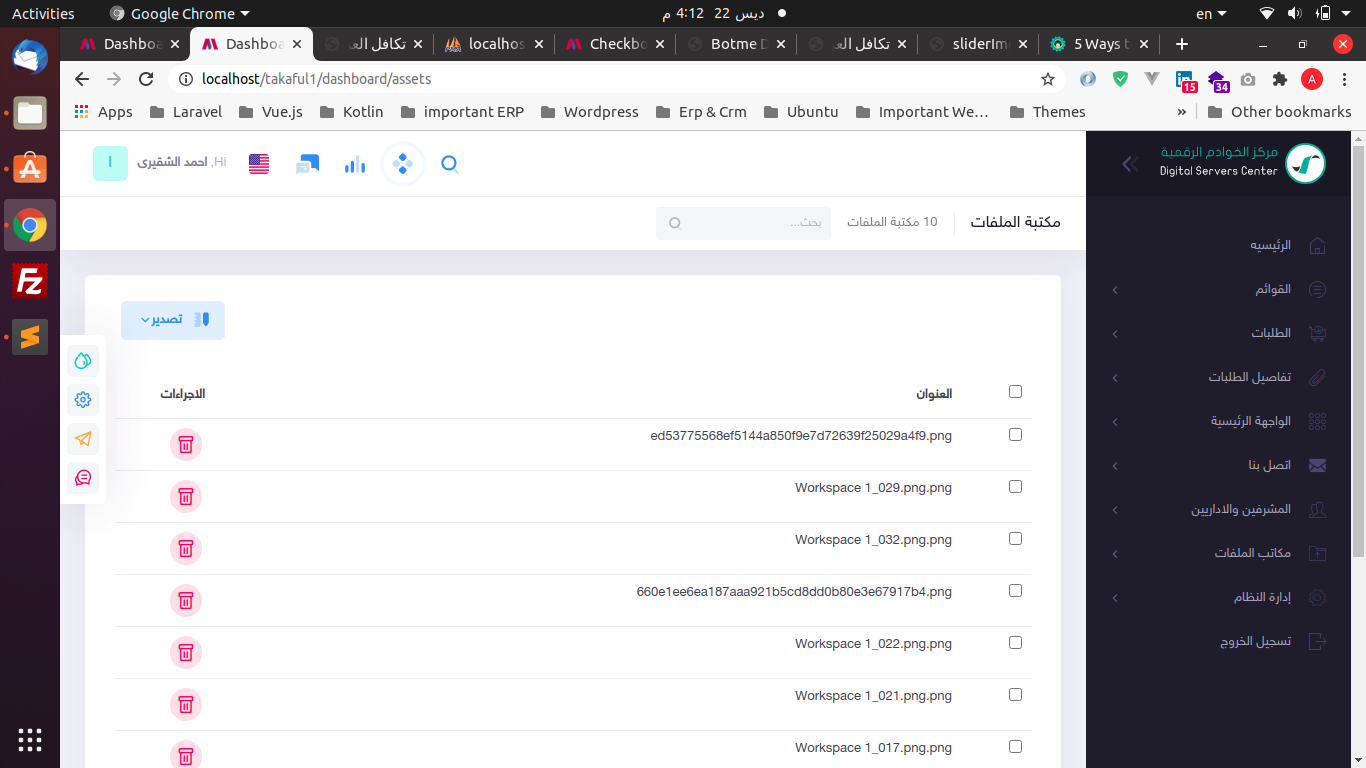 Activities
Google Chrome
ديس 22  4:12 م
en
Dashboa
Dashboa
تكافل الع
localhos
Checkbo
Botme D
تكافل الع
sliderIm
5 Ways t
localhost/takaful1/dashboard/assets
15
34
A
Apps
Laravel
Vue.js
Kotlin
important ERP
Wordpress
Erp & Crm
Ubuntu
Important We...
Themes
»
Other bookmarks
مركز الخوادم الرقمية
Digital Servers Center
Hi, احمد الشقيرى
ا
مكتبة الملفات
10 مكتبة الملفات
بحث...
الرئيسيه
القوائم
الطلبات
تفاصيل الطلبات
الواجهة الرئيسية
اتصل بنا
المشرفين والاداريين
مكاتب الملفات
إدارة النظام
تسجيل الخروج
تصدير
العنوان
الاجراءات
ed53775568ef5144a850f9e7d72639f25029a4f9.png
Workspace 1_029.png.png
Workspace 1_032.png.png
660e1ee6ea187aaa921b5cd8dd0b80e3e67917b4.png
Workspace 1_022.png.png
Workspace 1_021.png.png
Workspace 1_017.png.png